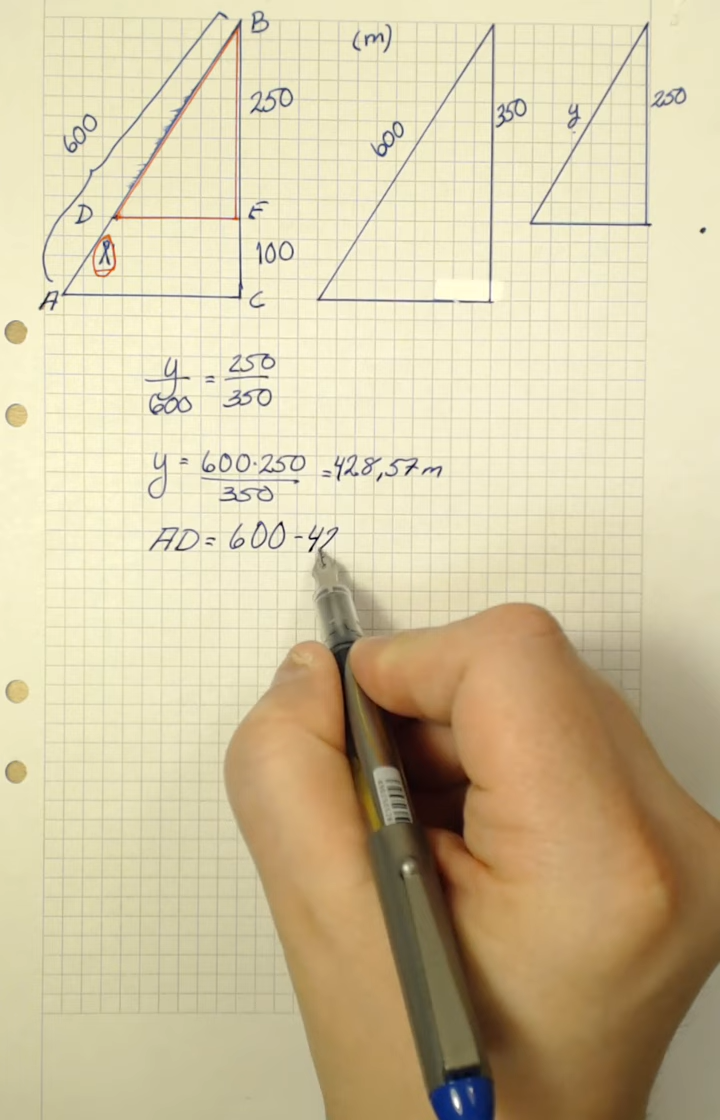 B
(m)
250
600
600
350
y
250
D
E
X
100
A
C
y/600 = 250/350
y = 600·250/350 = 428,57m
AD = 600 - 42